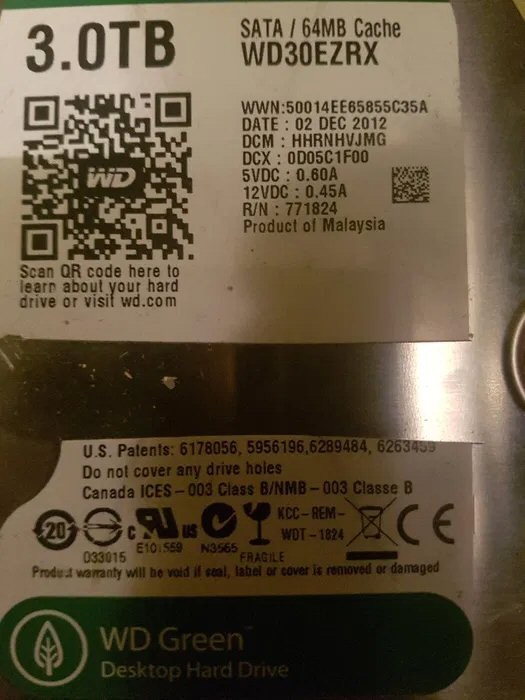 3.0TB
SATA / 64MB Cache
WD30EZRX
WD
WWN:50014EE65855C35A
DATE : 02 DEC 2012
DCM : HHRNHVJMG
DCX : 0D05C1F00
5VDC : 0.60A
12VDC : 0.45A
R/N : 771824
Product of Malaysia
Scan QR code here to
learn about your hard
drive or visit wd.com
U.S. Patents: 6178056, 5956196,6289484, 6263459
Do not cover any drive holes
Canada ICES-003 Class B/NMB-003 Classe B
20
D33015
c RU us
E101559
N3565
FRAGILE
KCC-REM-
WDT-1824
CE
Product warranty will be void if seal, label or cover is removed or damaged
WD Green™
Desktop Hard Drive